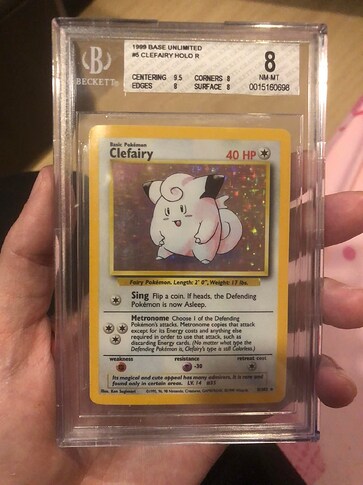 1999 BASE UNLIMITED
#5 CLEFAIRY HOLO R
B
BECKETT
CENTERING 9.5 CORNERS 8
EDGES 8 SURFACE 8
8
NM-MT
0015160698
Basic Pokémon
Clefairy
40 HP
Fairy Pokémon. Length: 2' 0", Weight: 17 lbs.
Sing Flip a coin. If heads, the Defending
Pokémon is now Asleep.
Metronome Choose 1 of the Defending
Pokémon's attacks. Metronome copies that attack
except for its Energy costs and anything else
required in order to use that attack, such as
discarding Energy cards. (No matter what type the
Defending Pokémon is, Clefairy's type is still Colorless.)
weakness resistance retreat cost
-30
Its magical and cute appeal has many admirers. It is rare and
found only in certain areas. LV. 14 #35
Illus. Ken Sugimori